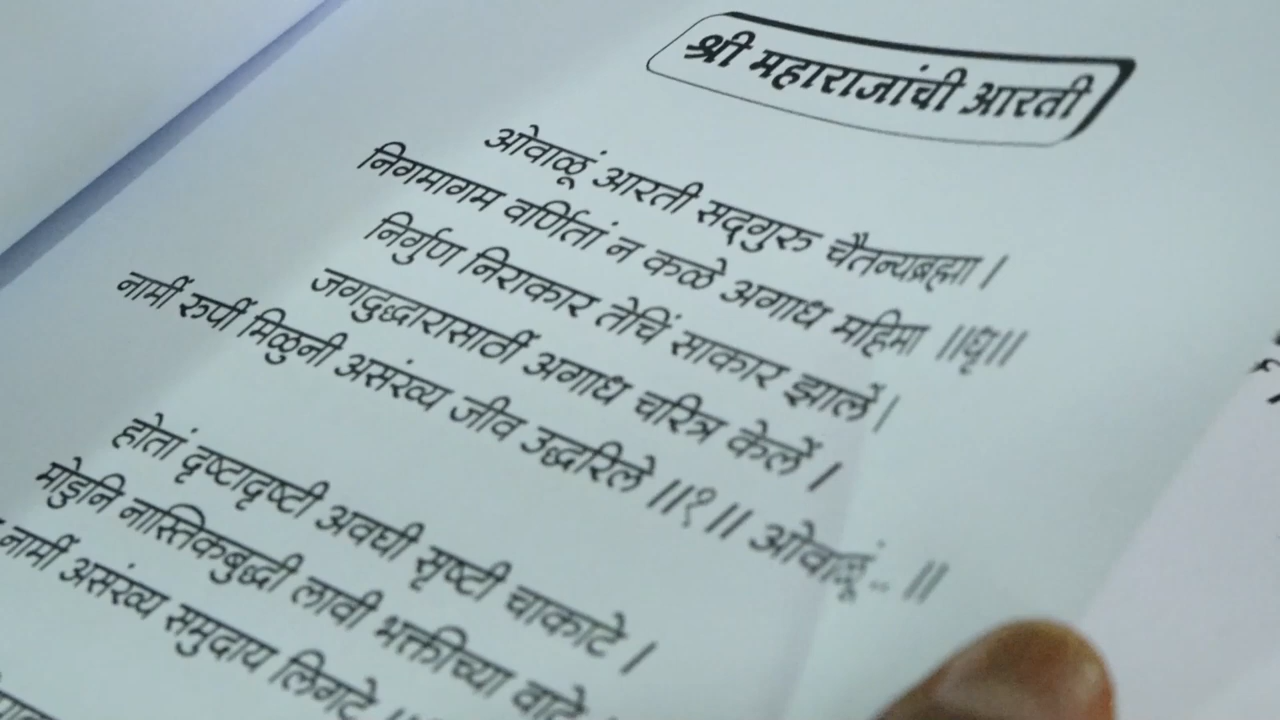 श्री महाराजांची आरती
ओवाळूं आरती सद्‌गुरु चैतन्यब्रह्मा ।
निगमागम वर्णितां न कळे अगाध महिमा ॥धृ॥
निर्गुण निराकार तेचिं साकार झालें|
जगदुद्धारासाठीं अगाध चरित्र केलें ।
नामीं रुपीं मिळुनी असंख्य जीव उद्धरिले ॥१॥ ओवाळूं.. ॥
होतां दृष्टादृष्टी अवघी सृष्टी चाकाटे ।
मोडुनि नास्तिकबुद्धी लावी भक्तीच्या वाटे
नामीं असंख्य समुदाय लिगटे